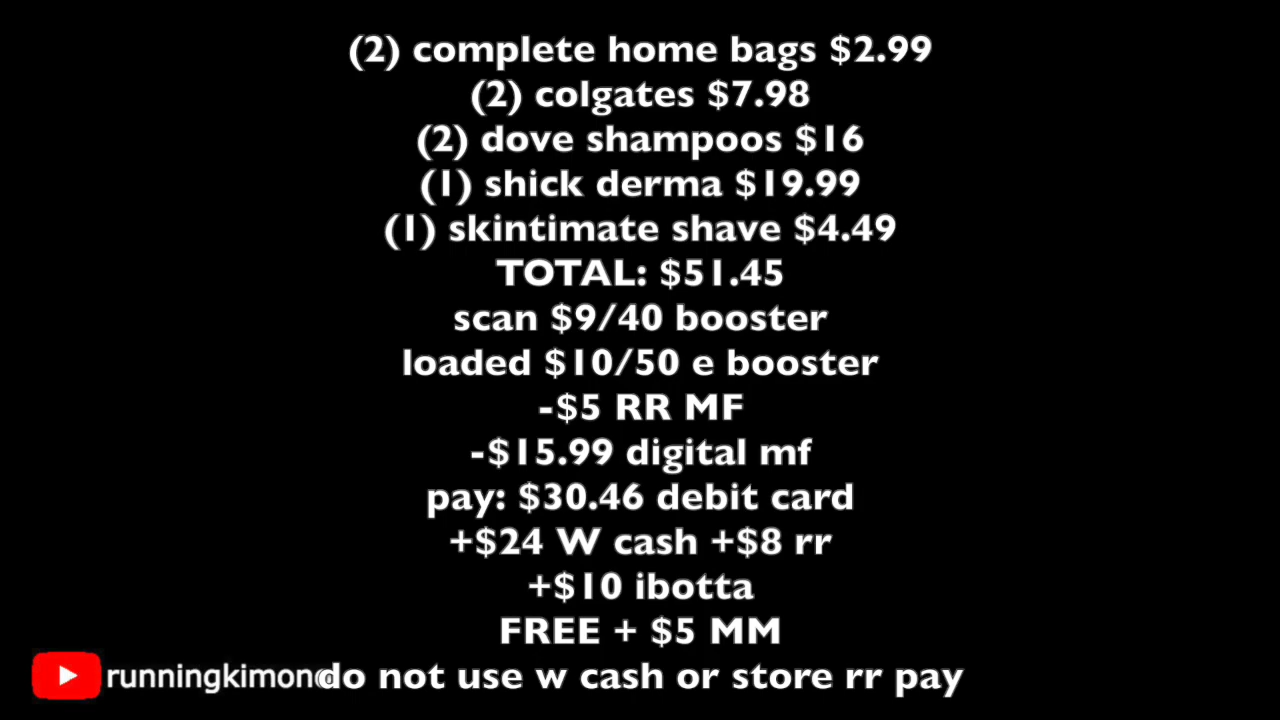 (2) complete home bags $2.99
(2) colgates $7.98
(2) dove shampoos $16
(1) shick derma $19.99
(1) skintimate shave $4.49
TOTAL: $51.45
scan $9/40 booster
loaded $10/50 e booster
-$5 RR MF
-$15.99 digital mf
pay: $30.46 debit card
+$24 W cash +$8 rr
+$10 ibotta
FREE + $5 MM
runningkimono do not use w cash or store rr pay